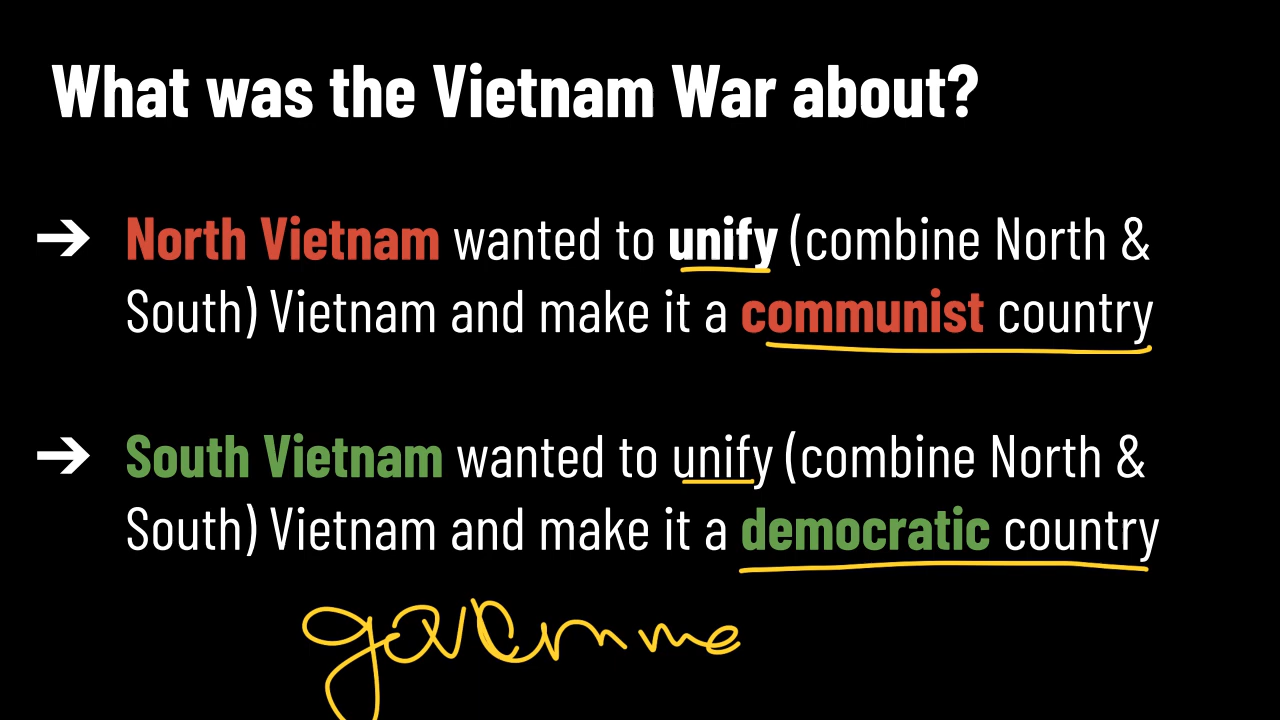 What was the Vietnam War about?
➔ North Vietnam wanted to unify (combine North &
South) Vietnam and make it a communist country
➔ South Vietnam wanted to unify (combine North &
South) Vietnam and make it a democratic country